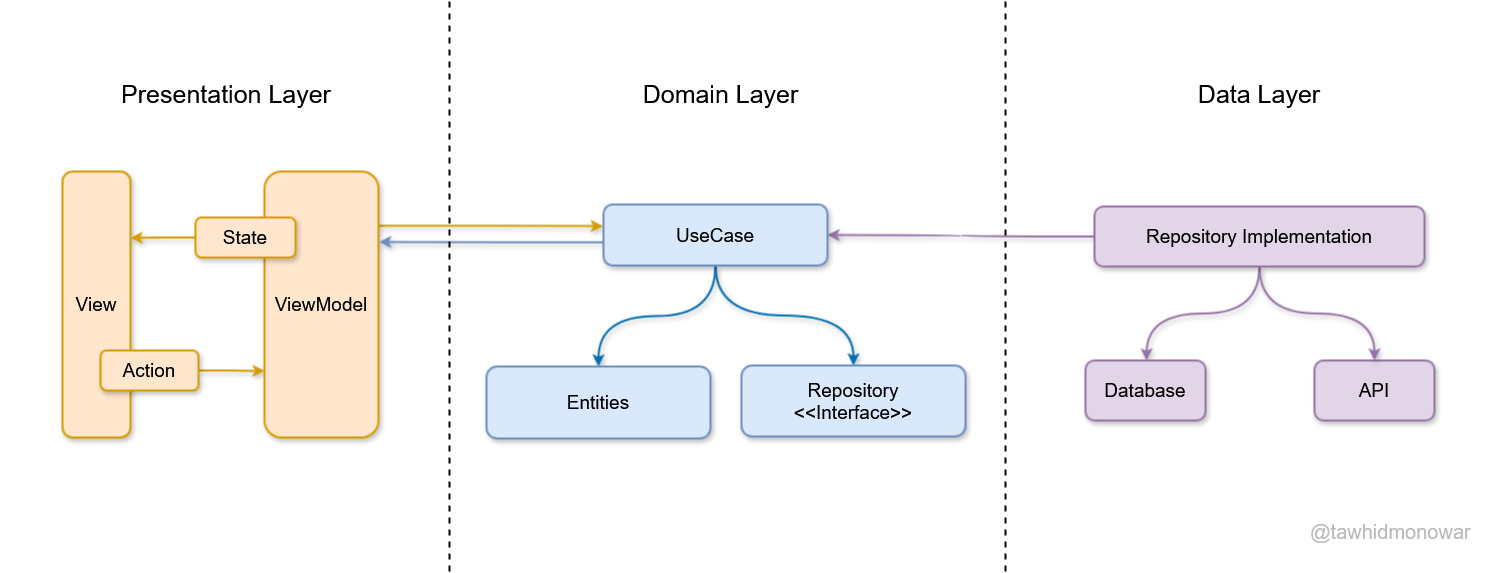 Presentation Layer
Domain Layer
Data Layer
State
View
ViewModel
Action
UseCase
Entities
Repository
<<Interface>>
Repository Implementation
Database
API
@tawhidmonowar